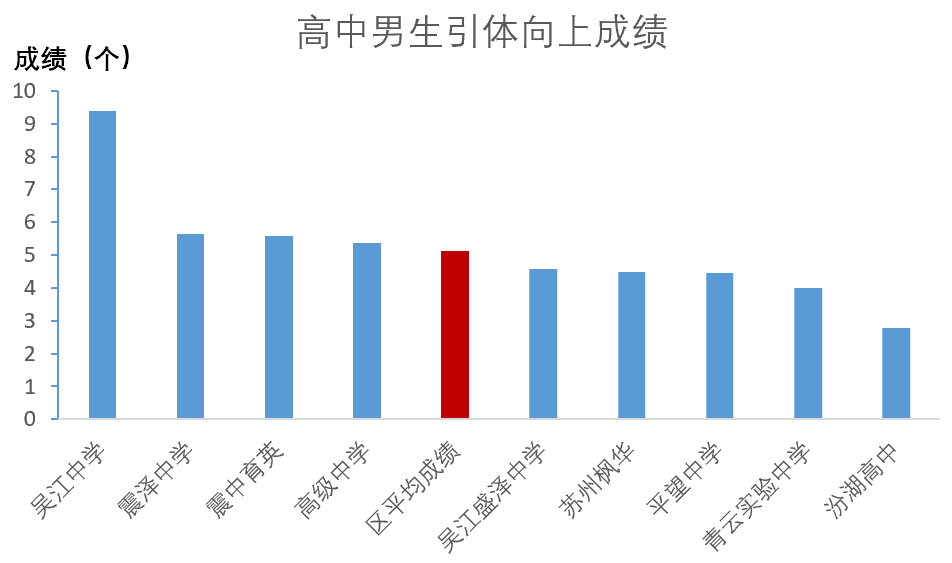 高中男生引体向上成绩
成绩（个）
10
9
8
7
6
5
4
3
2
1
0
吴江中学
震泽中学
震中育英
高级中学
区平均成绩
吴江盛泽中学
苏州枫华
平望中学
青云实验中学
汾湖高中